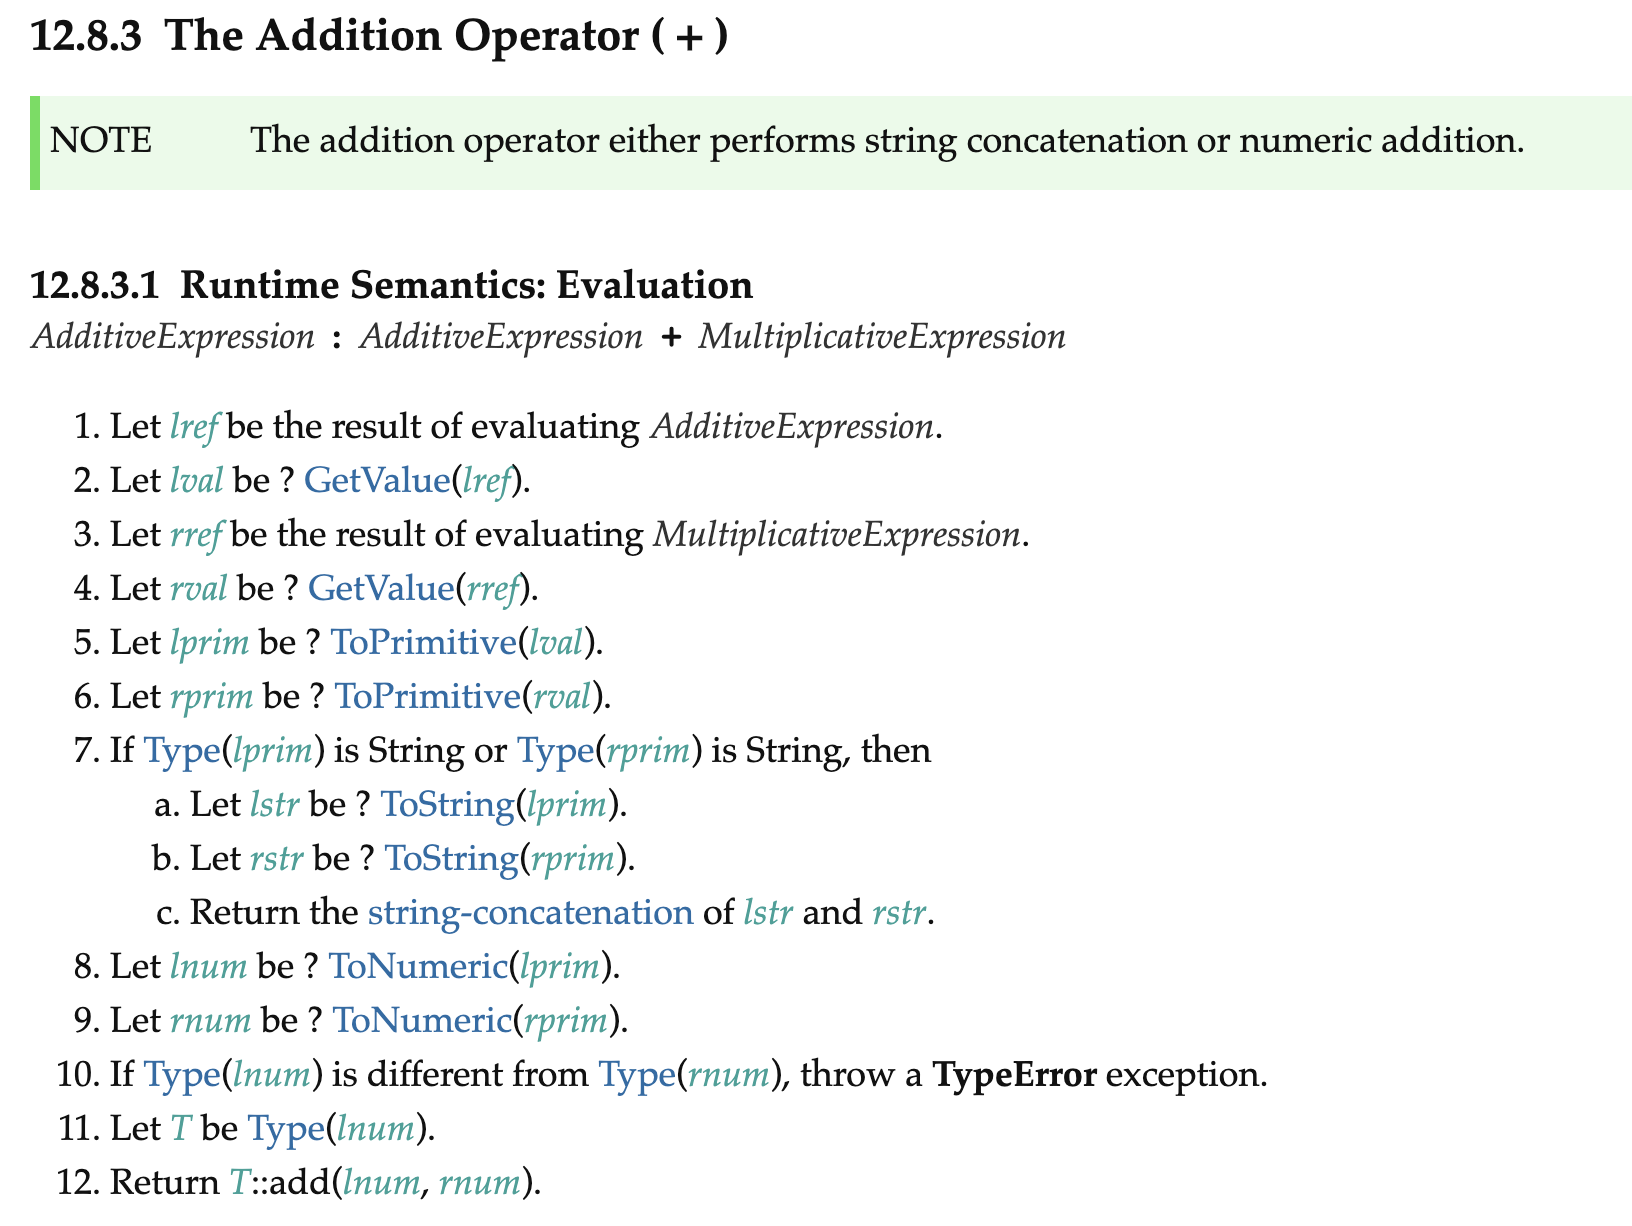 12.8.3 The Addition Operator ( + )
NOTE The addition operator either performs string concatenation or numeric addition.
12.8.3.1 Runtime Semantics: Evaluation
AdditiveExpression : AdditiveExpression + MultiplicativeExpression
1. Let lref be the result of evaluating AdditiveExpression.
2. Let lval be ? GetValue(lref).
3. Let rref be the result of evaluating MultiplicativeExpression.
4. Let rval be ? GetValue(rref).
5. Let lprim be ? ToPrimitive(lval).
6. Let rprim be ? ToPrimitive(rval).
7. If Type(lprim) is String or Type(rprim) is String, then
a. Let lstr be ? ToString(lprim).
b. Let rstr be ? ToString(rprim).
c. Return the string-concatenation of lstr and rstr.
8. Let lnum be ? ToNumeric(lprim).
9. Let rnum be ? ToNumeric(rprim).
10. If Type(lnum) is different from Type(rnum), throw a TypeError exception.
11. Let T be Type(lnum).
12. Return T::add(lnum, rnum).